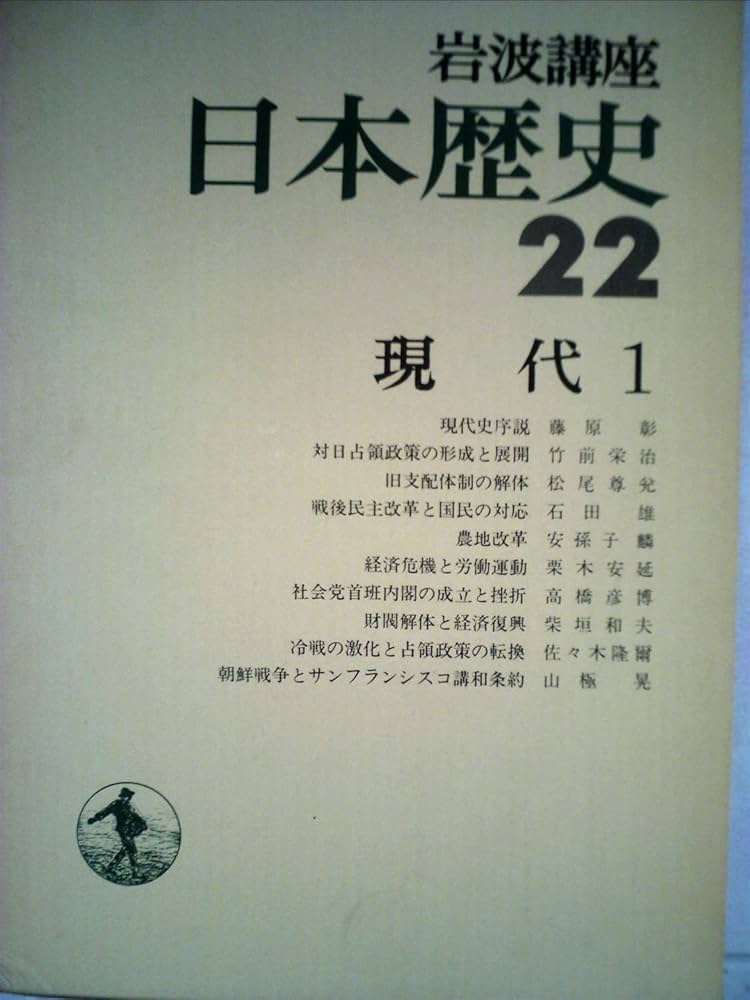 岩波講座
日本歴史
22
現代1
現代史序説 藤原彰
対日占領政策の形成と展開 竹前栄治
旧支配体制の解体 松尾尊兊
戦後民主改革と国民の対応 石田雄
農地改革 安孫子麟
経済危機と労働運動 栗木安延
社会党首班内閣の成立と挫折 高橋彦博
財閥解体と経済復興 柴垣和夫
冷戦の激化と占領政策の転換 佐々木隆爾
朝鮮戦争とサンフランシスコ講和条約 山極晃